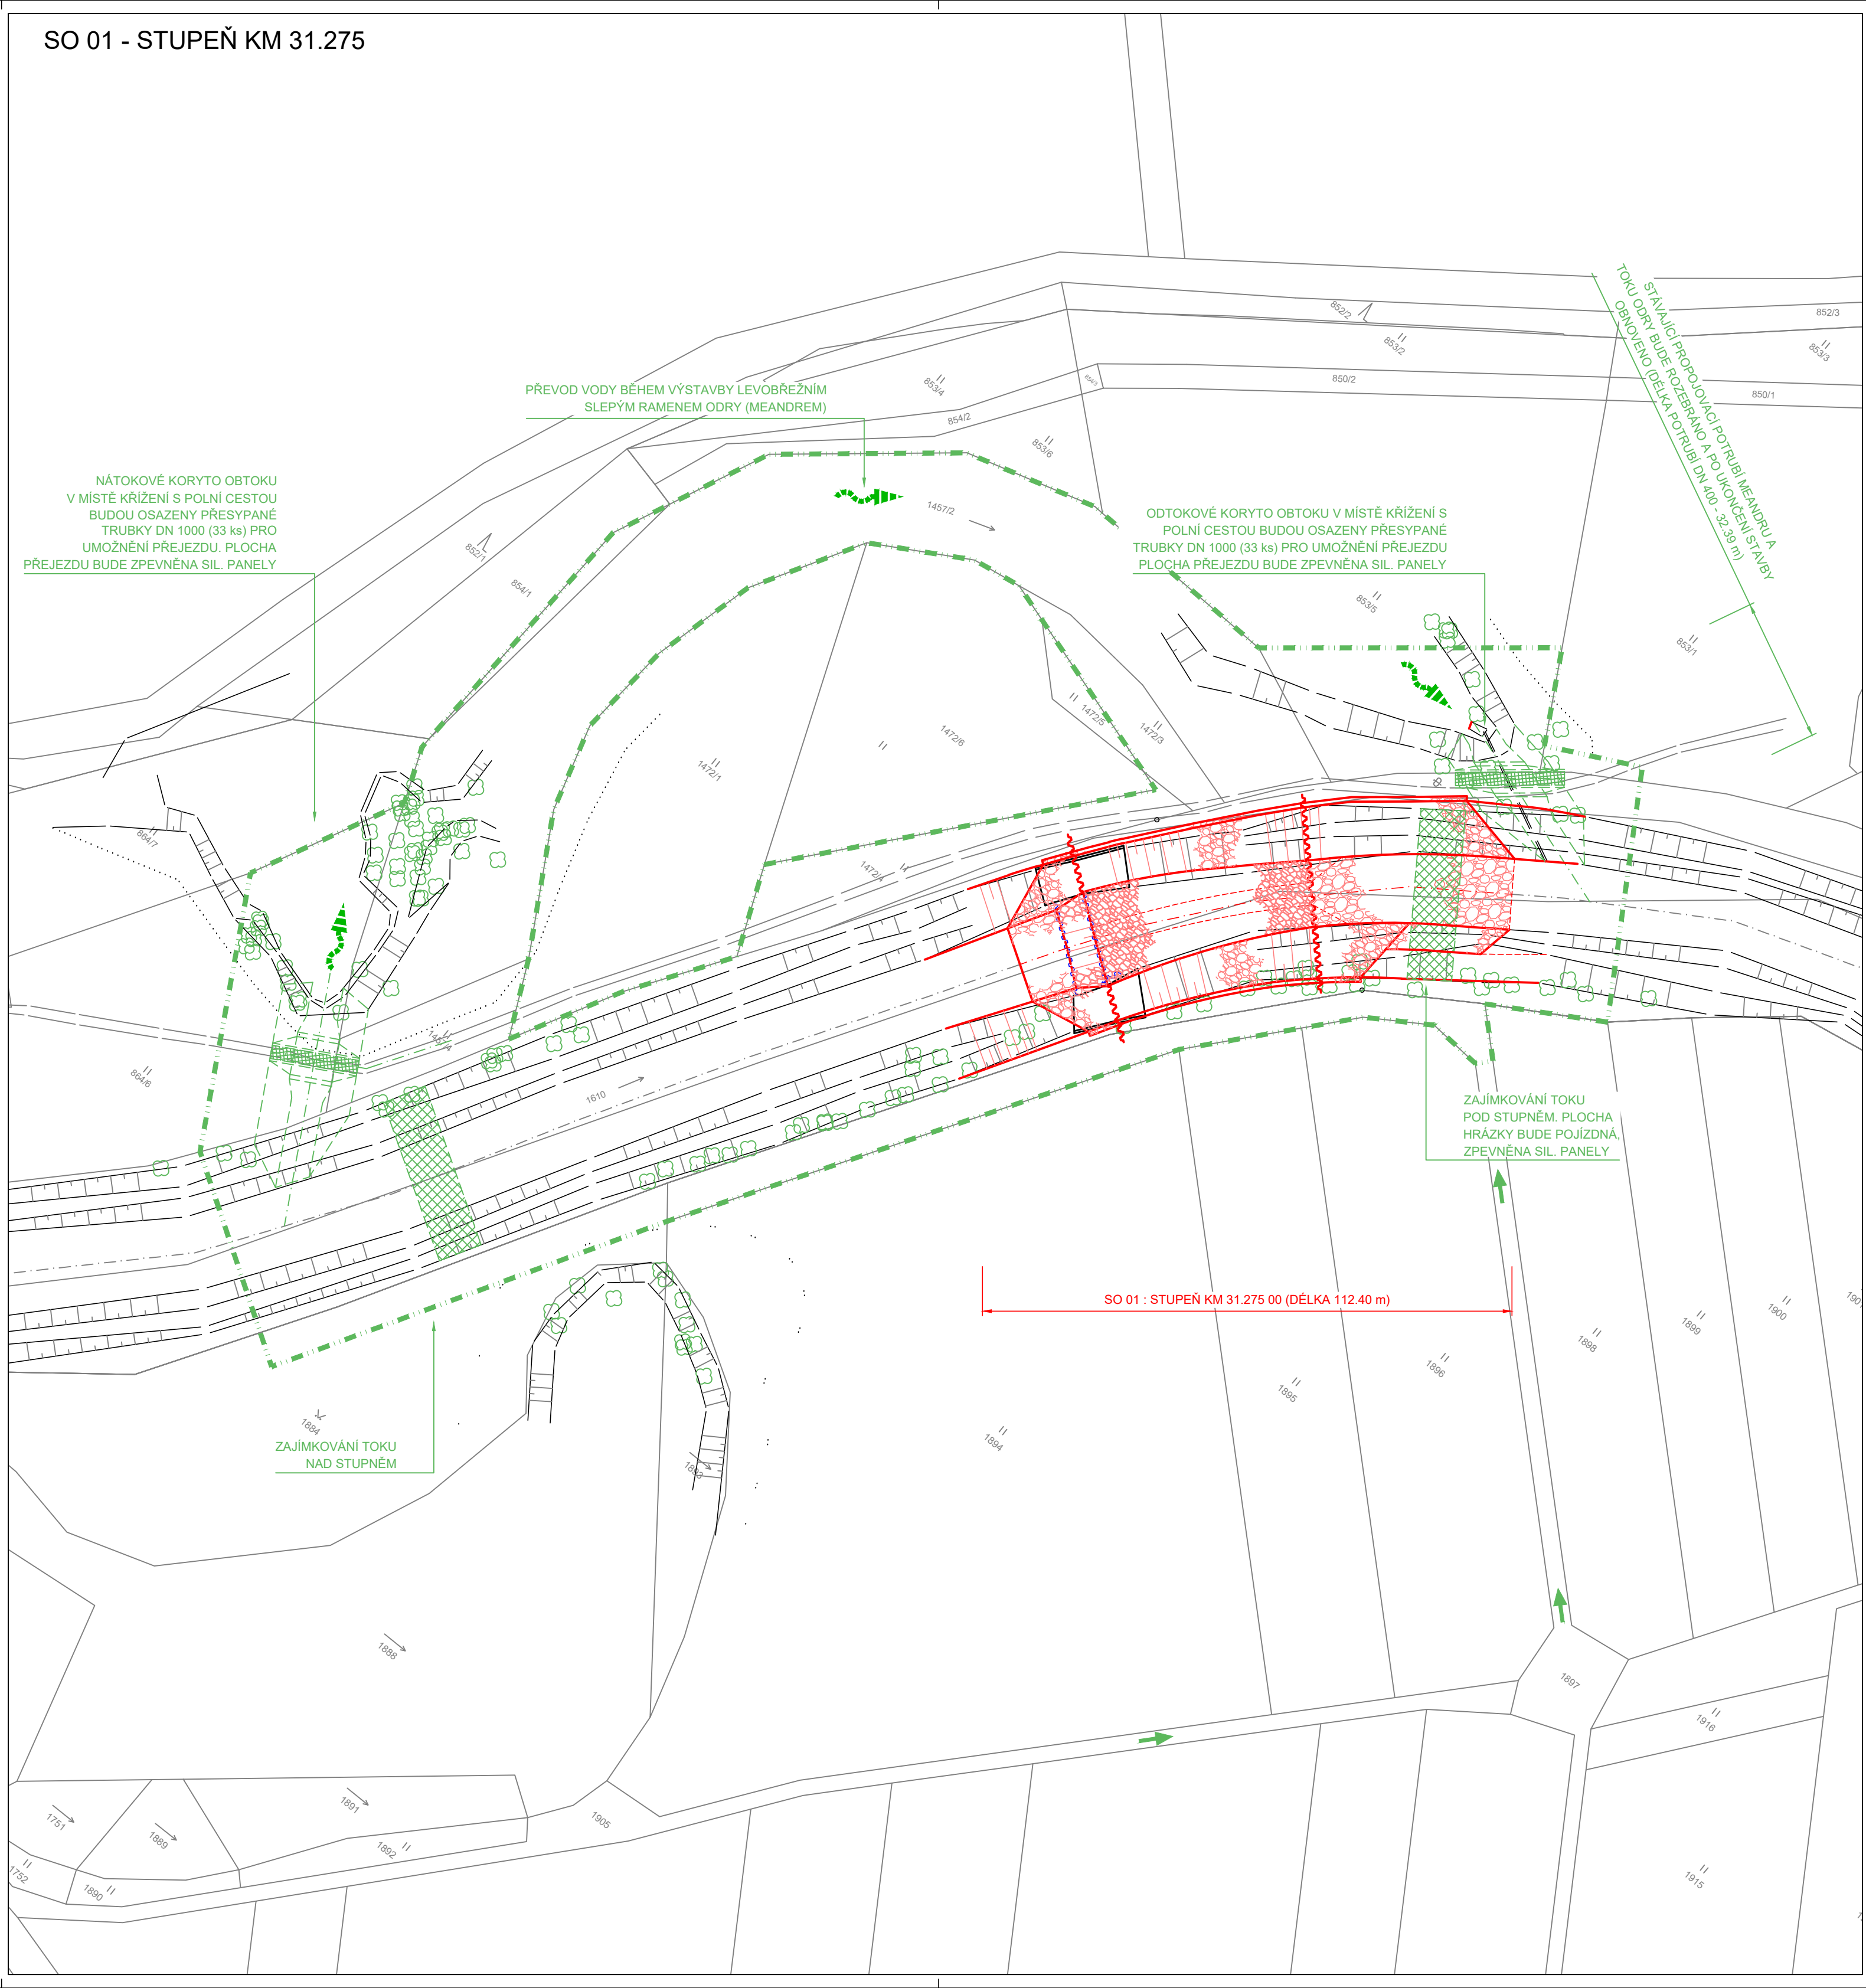 SO 01 - STUPEŇ KM 31.275
STÁVAJÍCÍ PROPOJOVACÍ POTRUBÍ MEANDRU A
TOKU ODRY BUDE ROZEBRÁNO A PO UKONČENÍ STAVBY
OBNOVENO (DÉLKA POTRUBÍ DN 400 - 32.39 m)
852/2
853/2
852/3
853/3
850/2
850/1
853/4
854/2
853/6
PŘEVOD VODY BĚHEM VÝSTAVBY LEVOBŘEŽNÍM
SLEPÝM RAMENEM ODRY (MEANDREM)
NÁTOKOVÉ KORYTO OBTOKU
V MÍSTĚ KŘÍŽENÍ S POLNÍ CESTOU
BUDOU OSAZENY PŘESYPANÉ
TRUBKY DN 1000 (33 ks) PRO
UMOŽNĚNÍ PŘEJEZDU. PLOCHA
PŘEJEZDU BUDE ZPEVNĚNA SIL. PANELY
1457/2
ODTOKOVÉ KORYTO OBTOKU V MÍSTĚ KŘÍŽENÍ S
POLNÍ CESTOU BUDOU OSAZENY PŘESYPANÉ
TRUBKY DN 1000 (33 ks) PRO UMOŽNĚNÍ PŘEJEZDU
PLOCHA PŘEJEZDU BUDE ZPEVNĚNA SIL. PANELY
852/1
854/1
853/5
853/1
1472/5
1472/3
1472/6
1472/1
864/7
1472/4
864/6
1610
ZAJÍMKOVÁNÍ TOKU
POD STUPNĚM. PLOCHA
HRÁZKY BUDE POJÍZDNÁ,
ZPEVNĚNA SIL. PANELY
SO 01 : STUPEŇ KM 31.275 00 (DÉLKA 112.40 m)
1884
ZAJÍMKOVÁNÍ TOKU
NAD STUPNĚM
1893
1894
1895
1896
1898
1899
1900
1888
1897
1916
1891
1751
1889
1892
1905
1752
1890
1915